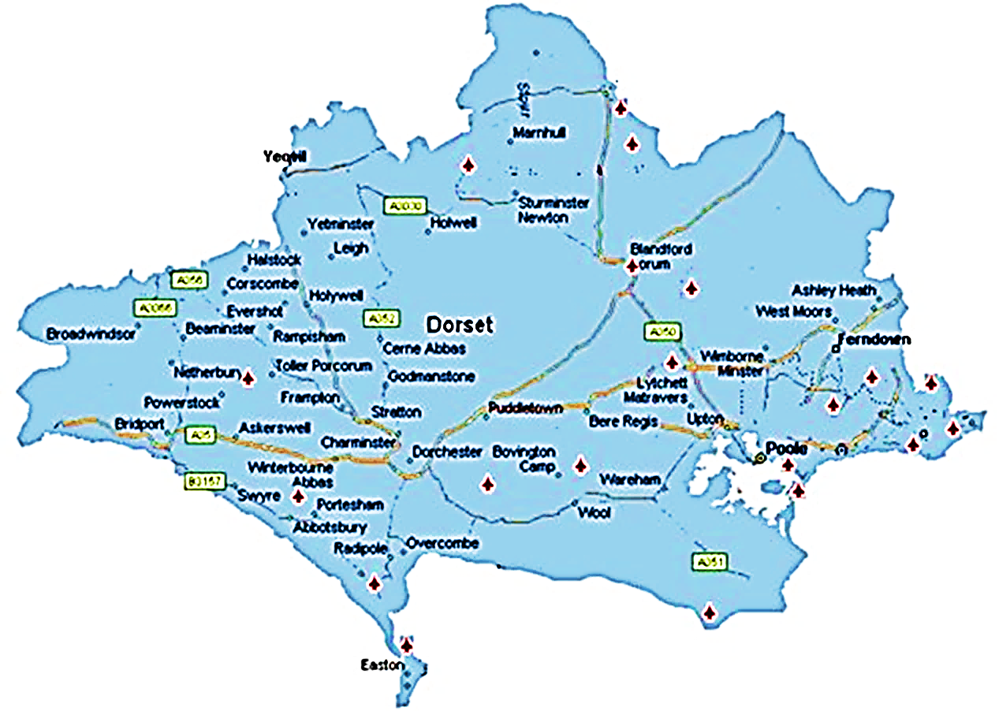 Stour
Marnhull
Yeovil
Sturminster
Newton
A3030
Holwell
Yetminster
Leigh
Blandford
orum
Halstock
A356
Corscombe
Holywell
Ashley Heath
A3066
Evershot
West Moors
Broadwindsor
Beaminster
Rampisham
A352
Dorset
A350
Ferndown
Cerne Abbas
Wimborne
Minster
Netherbury
Toller Porcorum
Godmanstone
Lytchett
Matravers
Powerstock
Frampton
Stratton
Puddletown
Bere Regis
Upton
Bridport
A35
Askerswell
Charminster
Dorchester
Bovington
Camp
Poole
Winterbourne
Abbas
Wareham
B3157
Swyre
Portesham
Wool
Abbotsbury
Radipole
Overcombe
A351
Easton